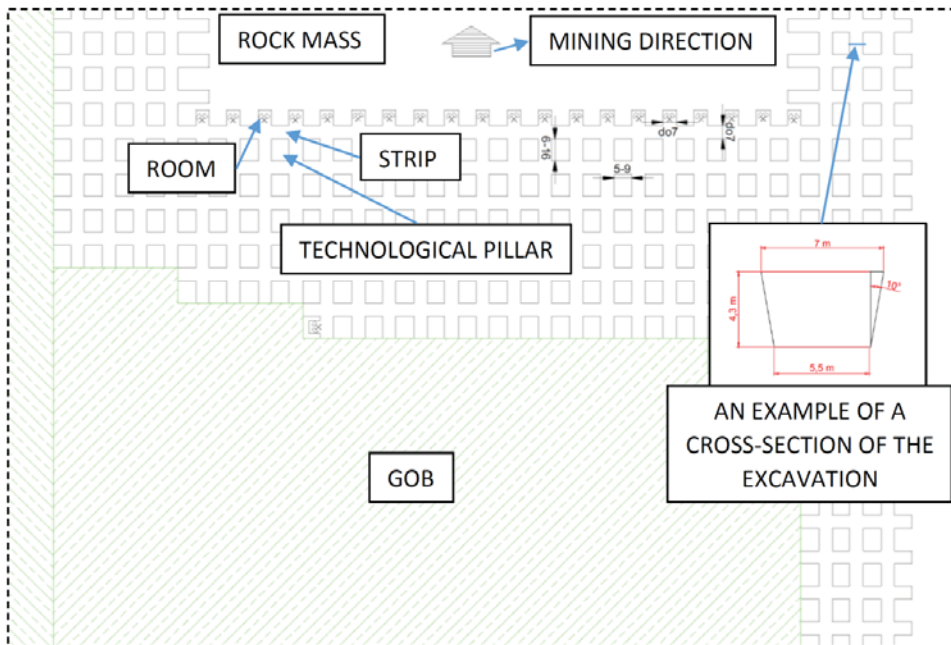 ROCK MASS
MINING DIRECTION
ROOM
STRIP
do7
do7
6-16
5-9
TECHNOLOGICAL PILLAR
7 m
10°
4,3 m
5,5 m
AN EXAMPLE OF A
CROSS-SECTION OF THE
EXCAVATION
GOB